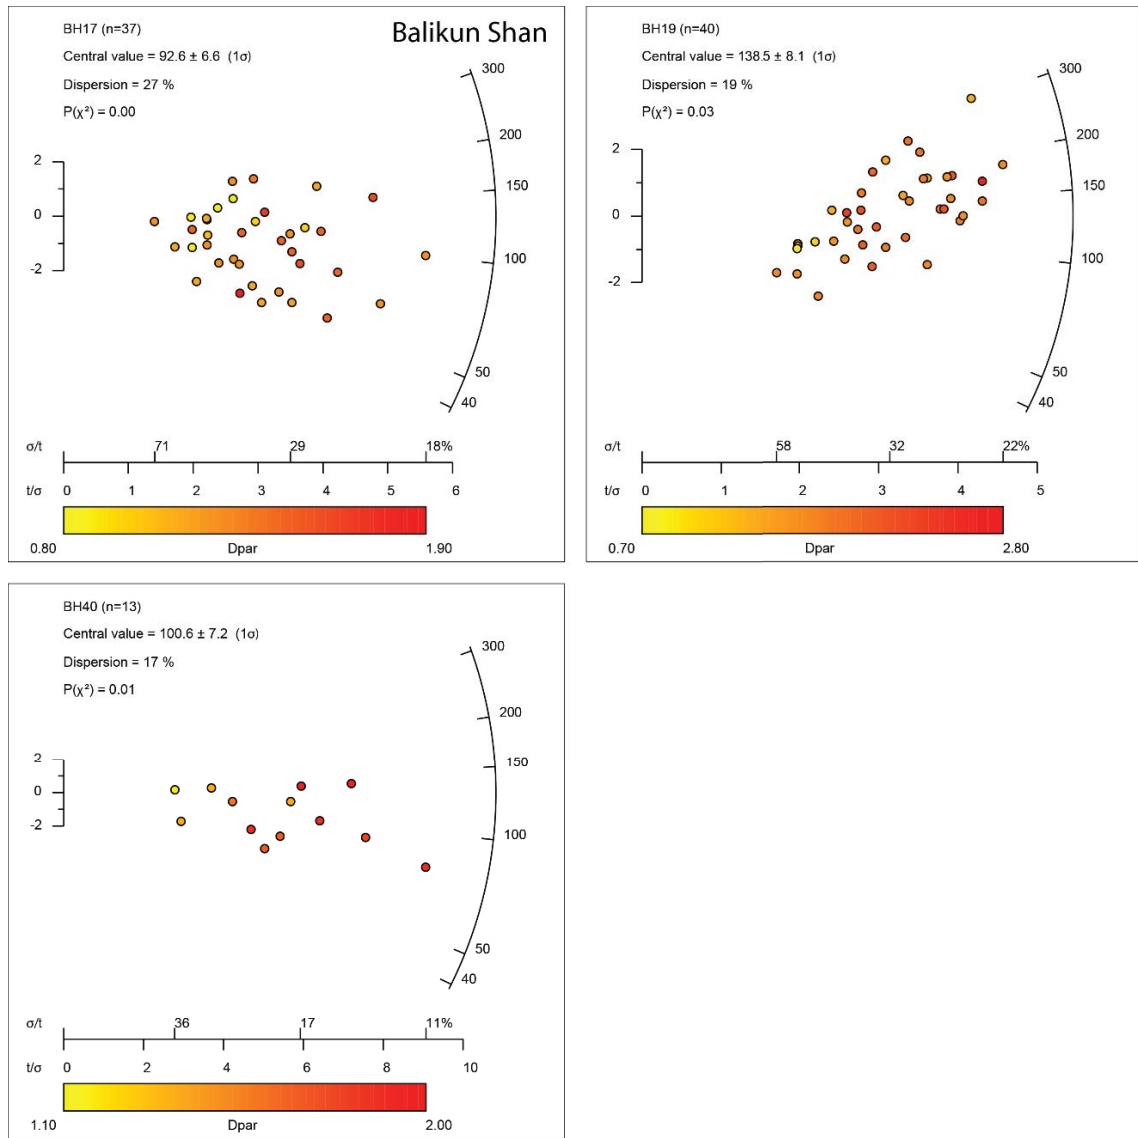 BH17 (n=37)
Balikun Shan
Central value = 92.6 ± 6.6 (1σ)
Dispersion = 27 %
P(χ²) = 0.00
300
200
150
100
50
40
2
0
-2
σ/t
71
29
18%
t/σ
0
1
2
3
4
5
6
0.80
Dpar
1.90
BH19 (n=40)
Central value = 138.5 ± 8.1 (1σ)
Dispersion = 19 %
P(χ²) = 0.03
300
200
150
100
50
40
2
0
-2
σ/t
58
32
22%
t/σ
0
1
2
3
4
5
0.70
Dpar
2.80
BH40 (n=13)
Central value = 100.6 ± 7.2 (1σ)
Dispersion = 17 %
P(χ²) = 0.01
300
200
150
100
50
40
2
0
-2
σ/t
36
17
11%
t/σ
0
2
4
6
8
10
1.10
Dpar
2.00